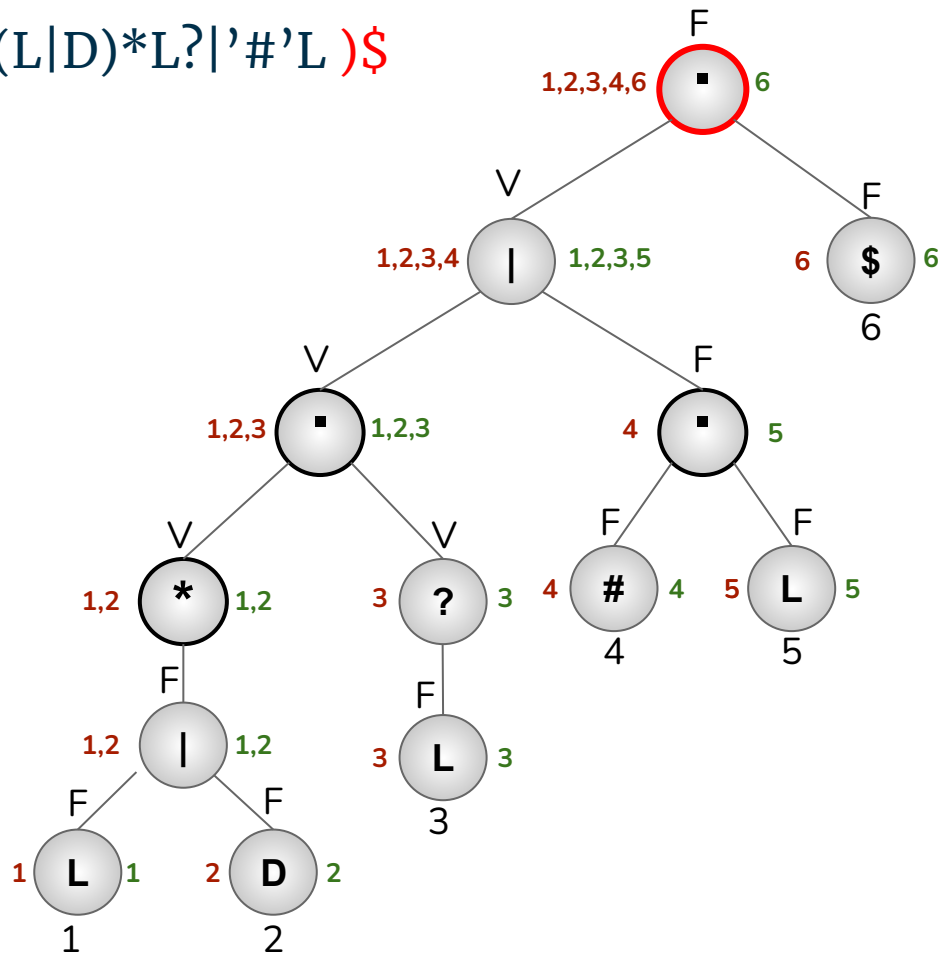 (L|D)*L?|’#’L )$
F
1,2,3,4,6 ▪ 6
V
F
1,2,3,4 | 1,2,3,5
6 $ 6
6
V
F
1,2,3 ▪ 1,2,3
4 ▪ 5
V
V
F
F
1,2 * 1,2
3 ? 3
4 # 4
5 L 5
4
5
F
F
1,2 | 1,2
3 L 3
3
F
F
1 L 1
2 D 2
1
2